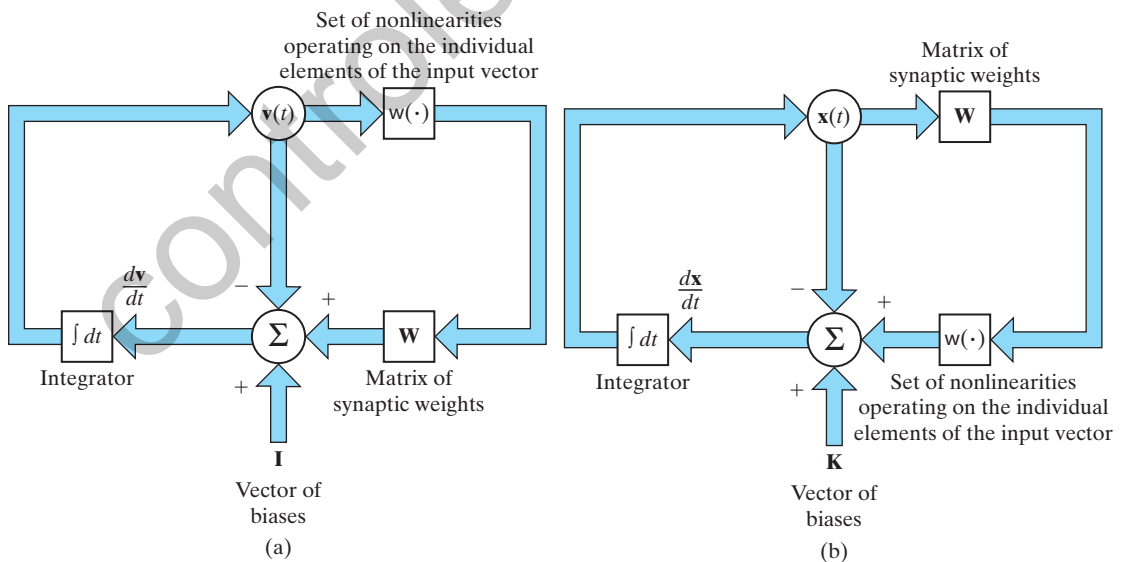 Set of nonlinearities
operating on the individual
elements of the input vector
v(t)
w(·)
dv
dt
−
+
∫ dt
Σ
W
Integrator
+
Matrix of
synaptic weights
I
Vector of
biases
(a)
Matrix of
synaptic weights
x(t)
W
dx
dt
−
+
∫ dt
Σ
w(·)
Integrator
+
Set of nonlinearities
operating on the individual
elements of the input vector
K
Vector of
biases
(b)